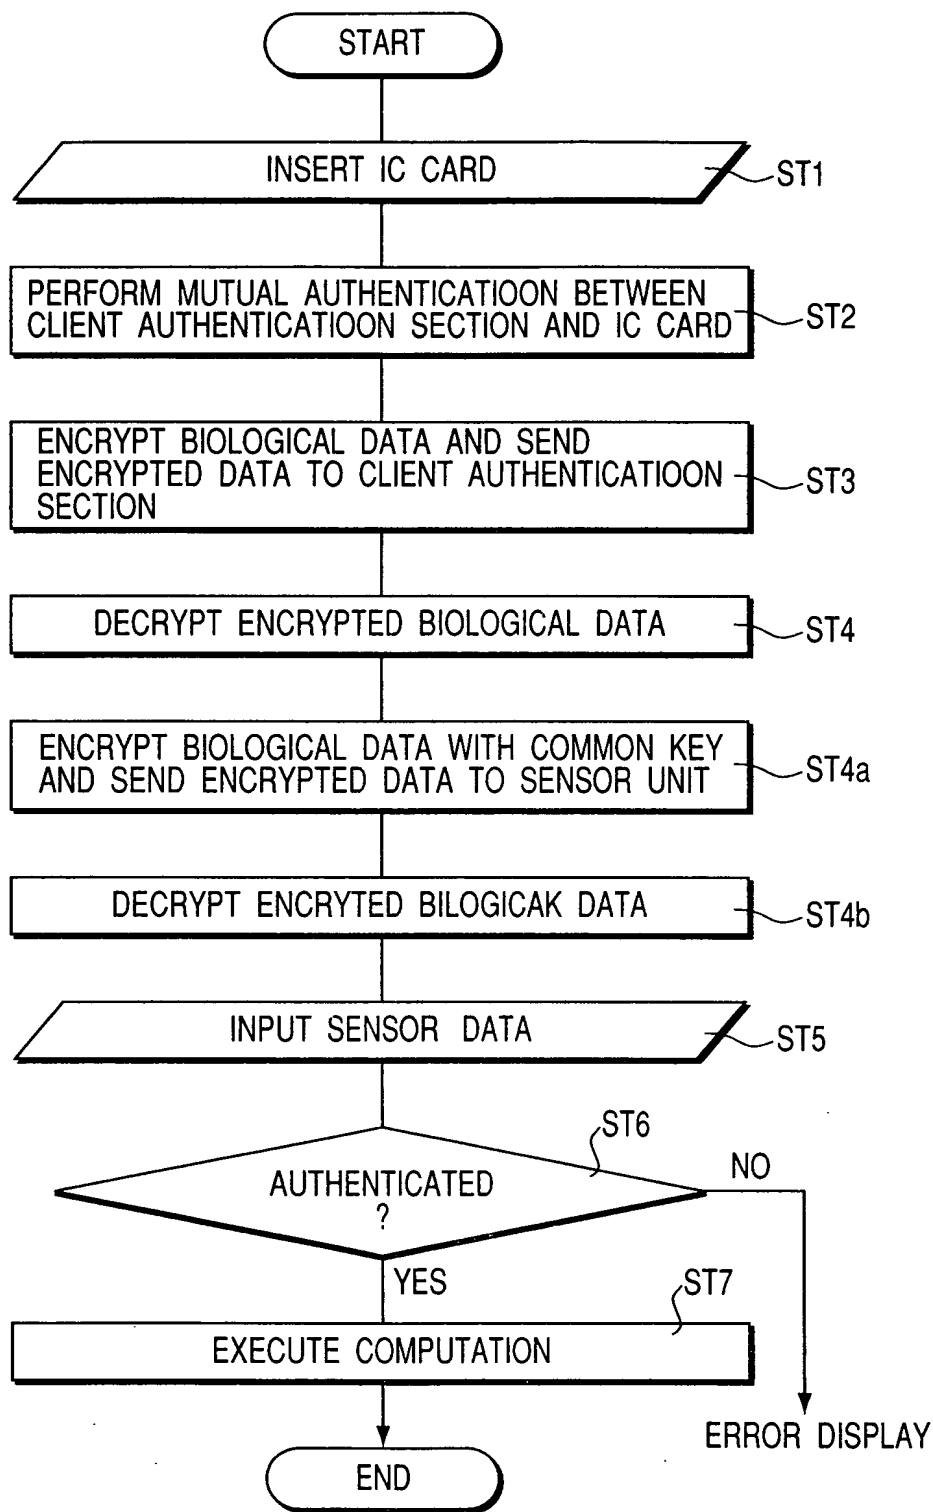 START
INSERT IC CARD
ST1
PERFORM MUTUAL AUTHENTICATIOON BETWEEN
CLIENT AUTHENTICATIOON SECTION AND IC CARD
ST2
ENCRYPT BIOLOGICAL DATA AND SEND
ENCRYPTED DATA TO CLIENT AUTHENTICATIOON
SECTION
ST3
DECRYPT ENCRYPTED BIOLOGICAL DATA
ST4
ENCRYPT BIOLOGICAL DATA WITH COMMON KEY
AND SEND ENCRYPTED DATA TO SENSOR UNIT
ST4a
DECRYPT ENCRYTED BILOGICAK DATA
ST4b
INPUT SENSOR DATA
ST5
ST6
AUTHENTICATED
?
NO
YES
ST7
EXECUTE COMPUTATION
ERROR DISPLAY
END